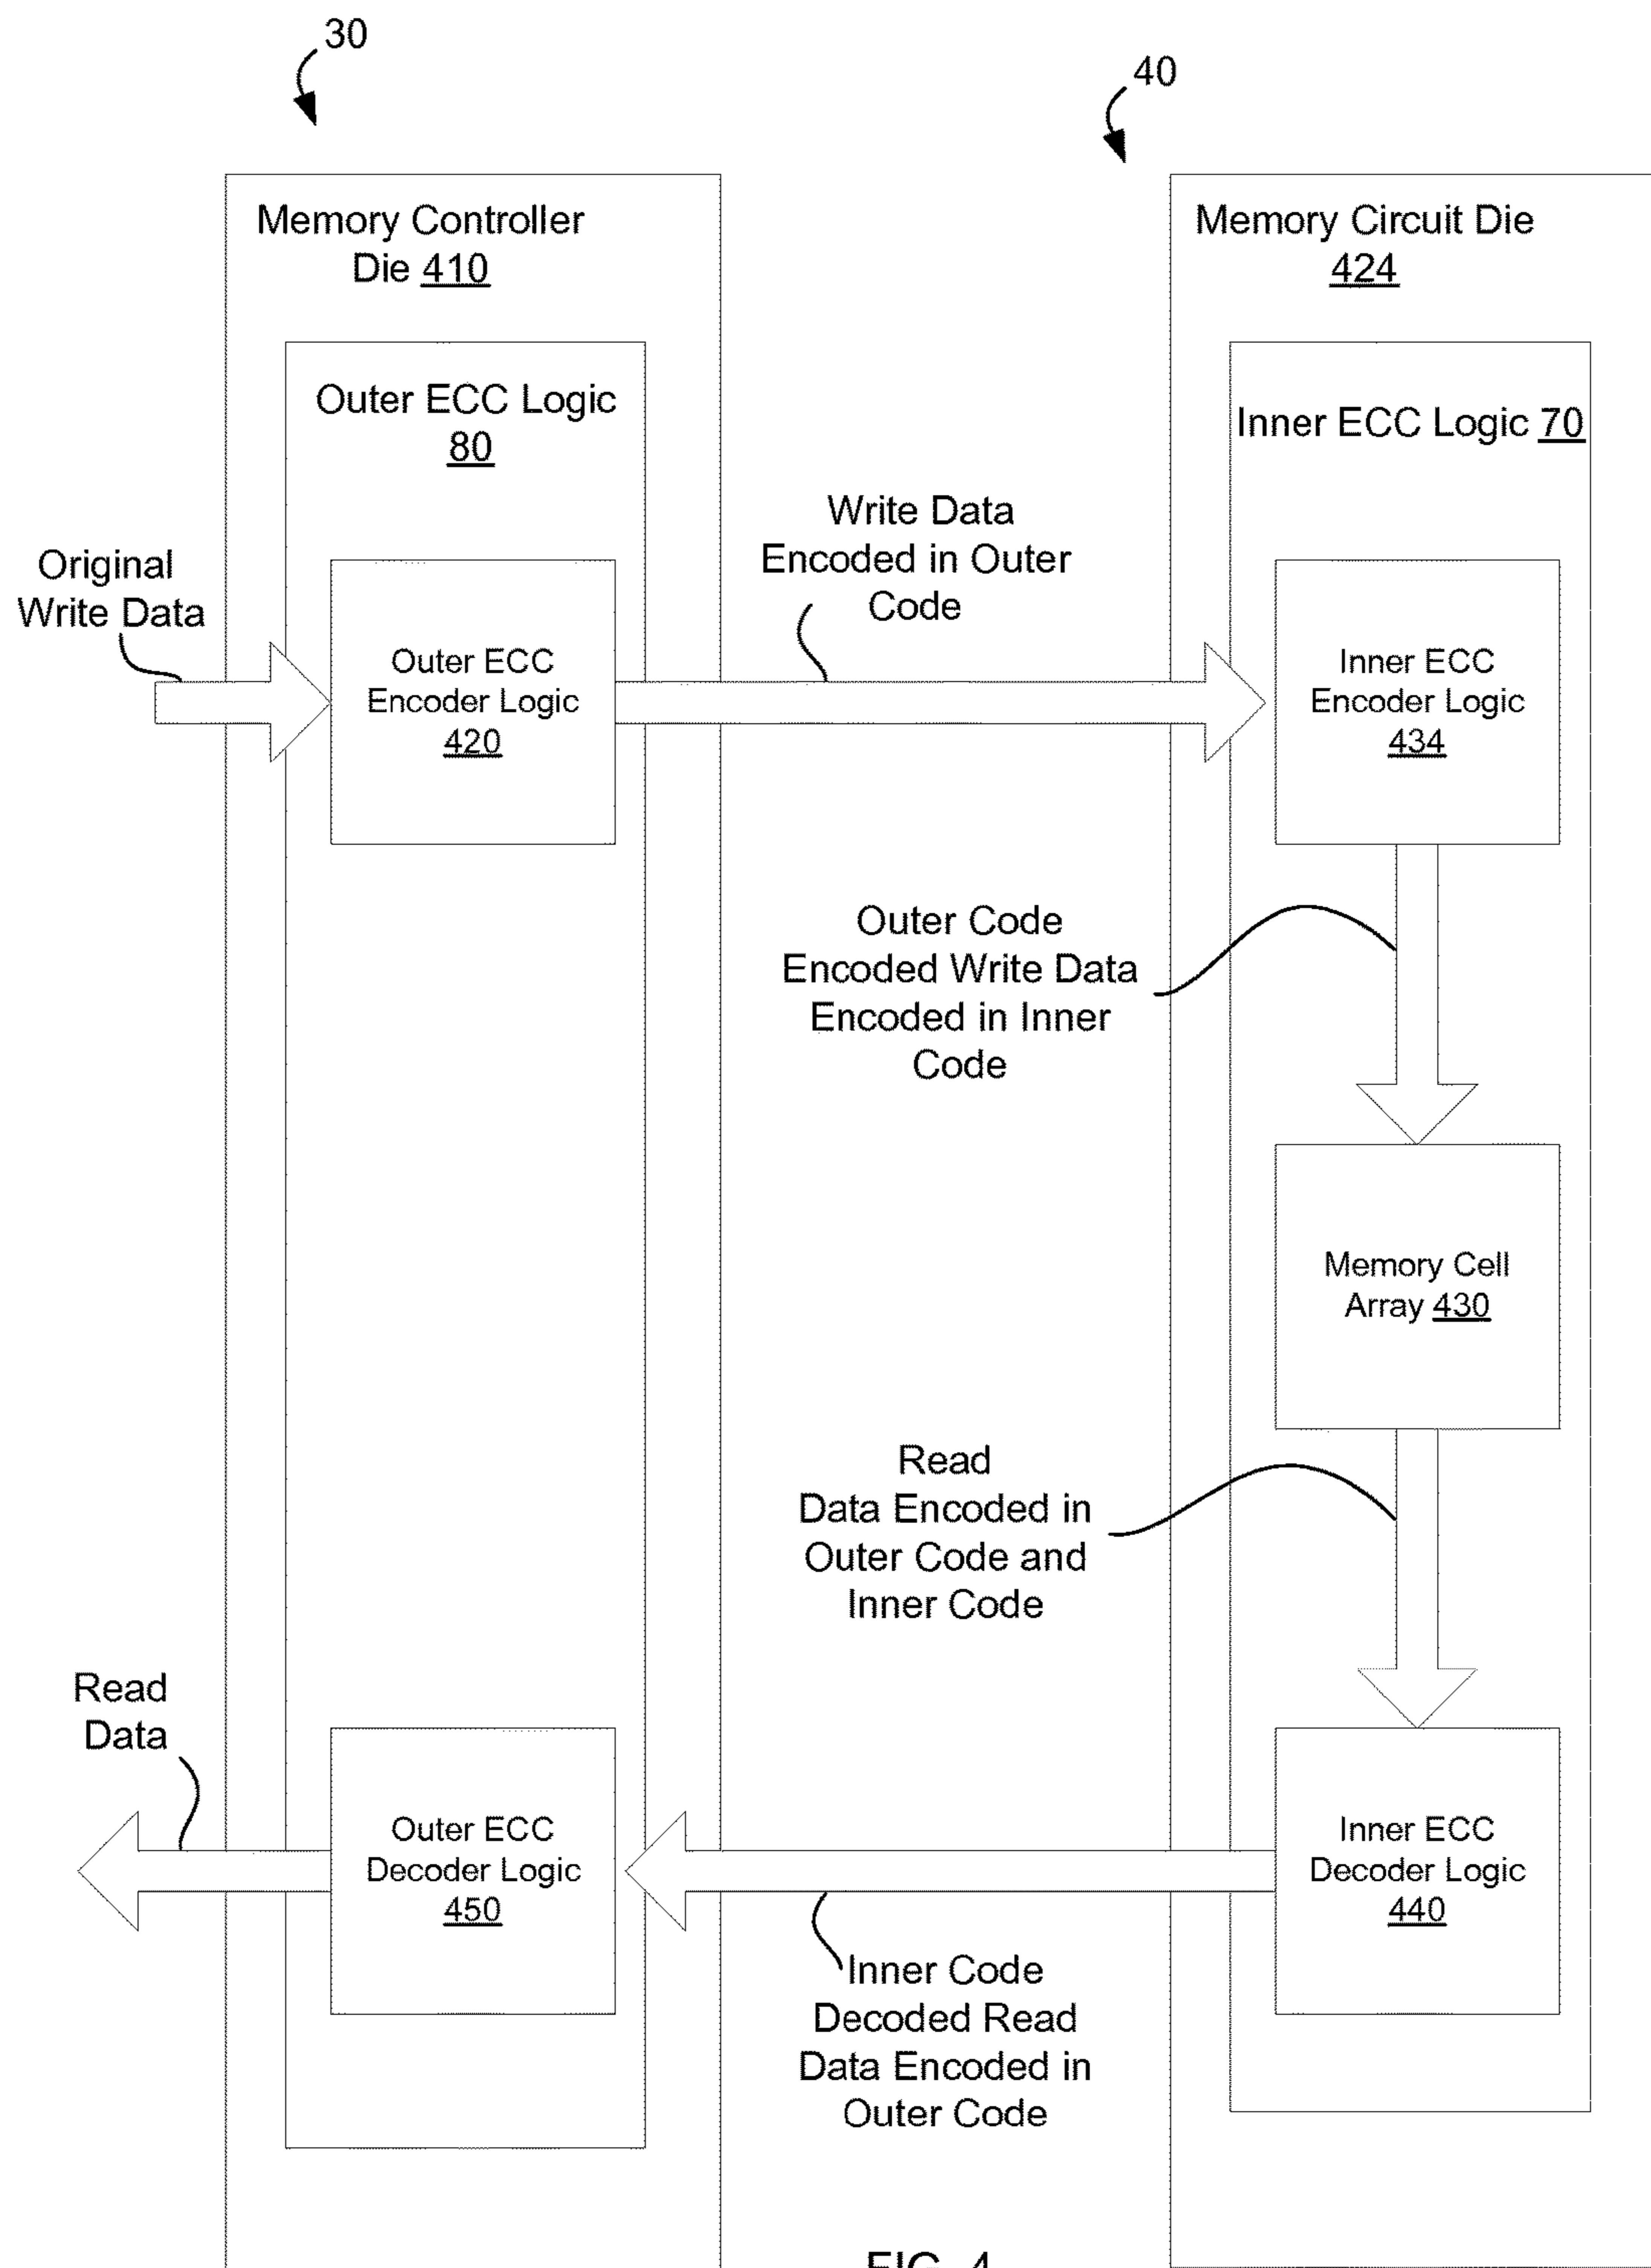 30
40
Memory Controller
Die 410
Memory Circuit Die
424
Outer ECC Logic
80
Inner ECC Logic 70
Original
Write Data
Write Data
Encoded in Outer
Code
Outer ECC
Encoder Logic
420
Inner ECC
Encoder Logic
434
Outer Code
Encoded Write Data
Encoded in Inner
Code
Memory Cell
Array 430
Read
Data Encoded in
Outer Code and
Inner Code
Read
Data
Outer ECC
Decoder Logic
450
Inner ECC
Decoder Logic
440
Inner Code
Decoded Read
Data Encoded in
Outer Code
FIG. 4